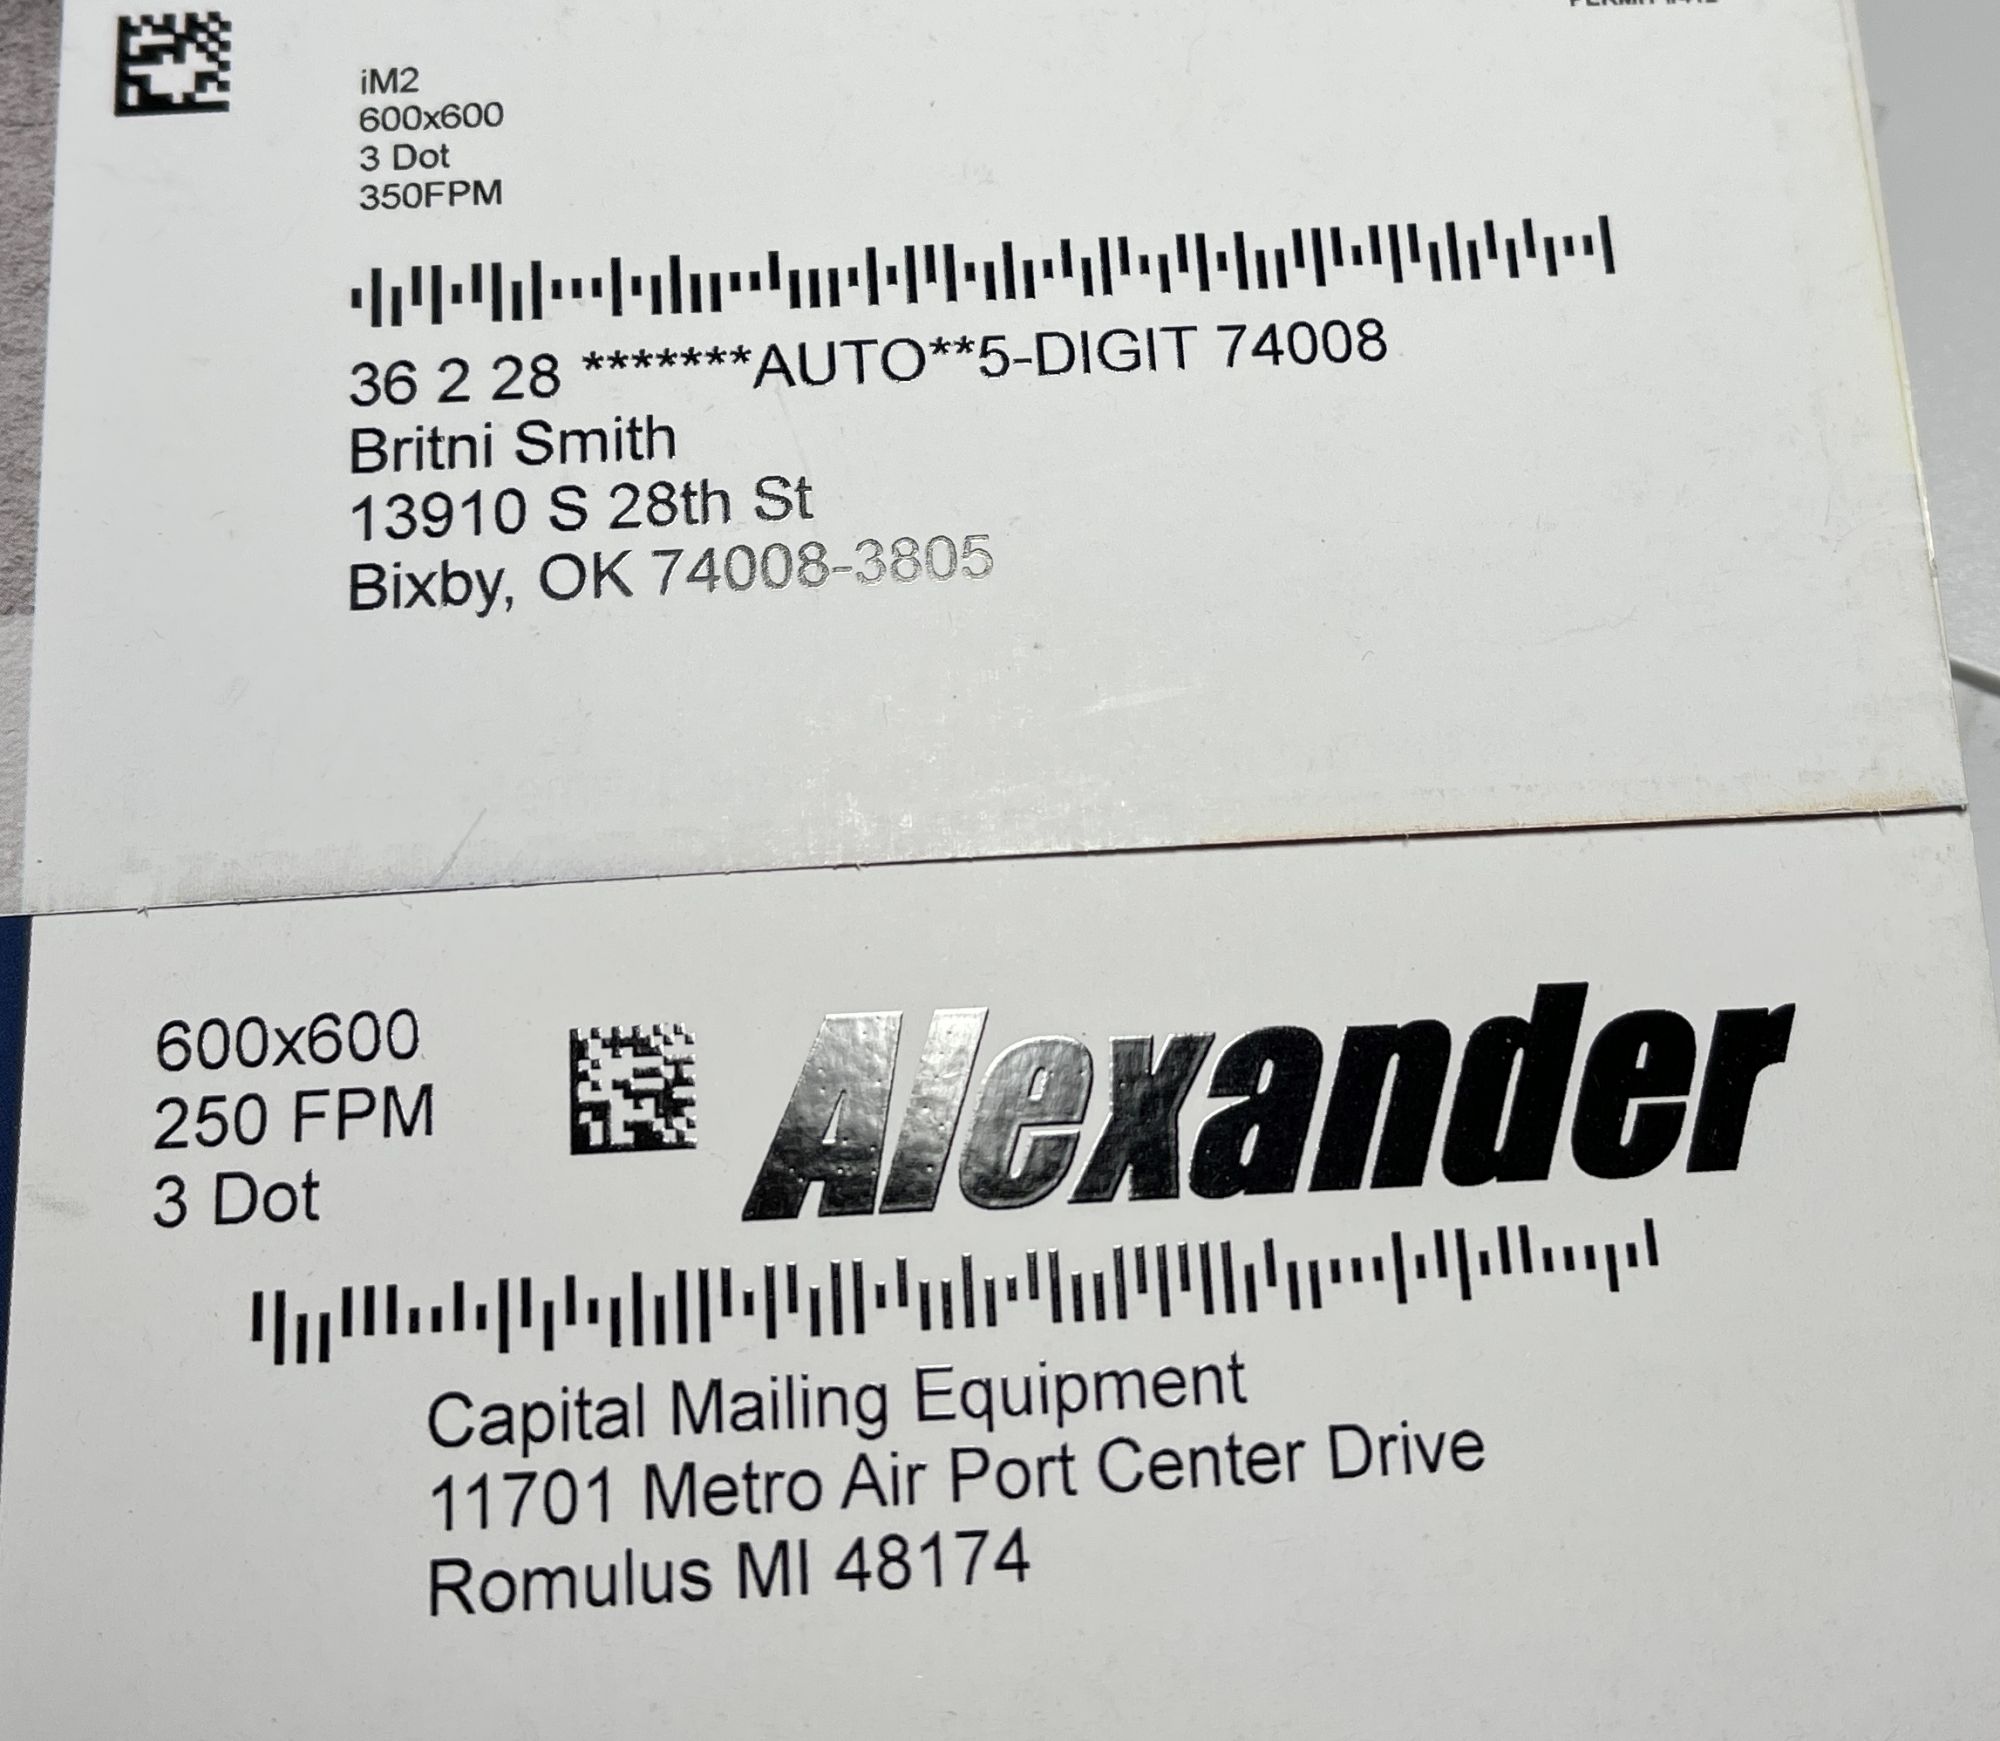 iM2
600x600
3 Dot
350FPM
36 2 28 *******AUTO**5-DIGIT 74008
Britni Smith
13910 S 28th St
Bixby, OK 74008-3805
600x600
250 FPM
3 Dot
Alexander
Capital Mailing Equipment
11701 Metro Air Port Center Drive
Romulus MI 48174